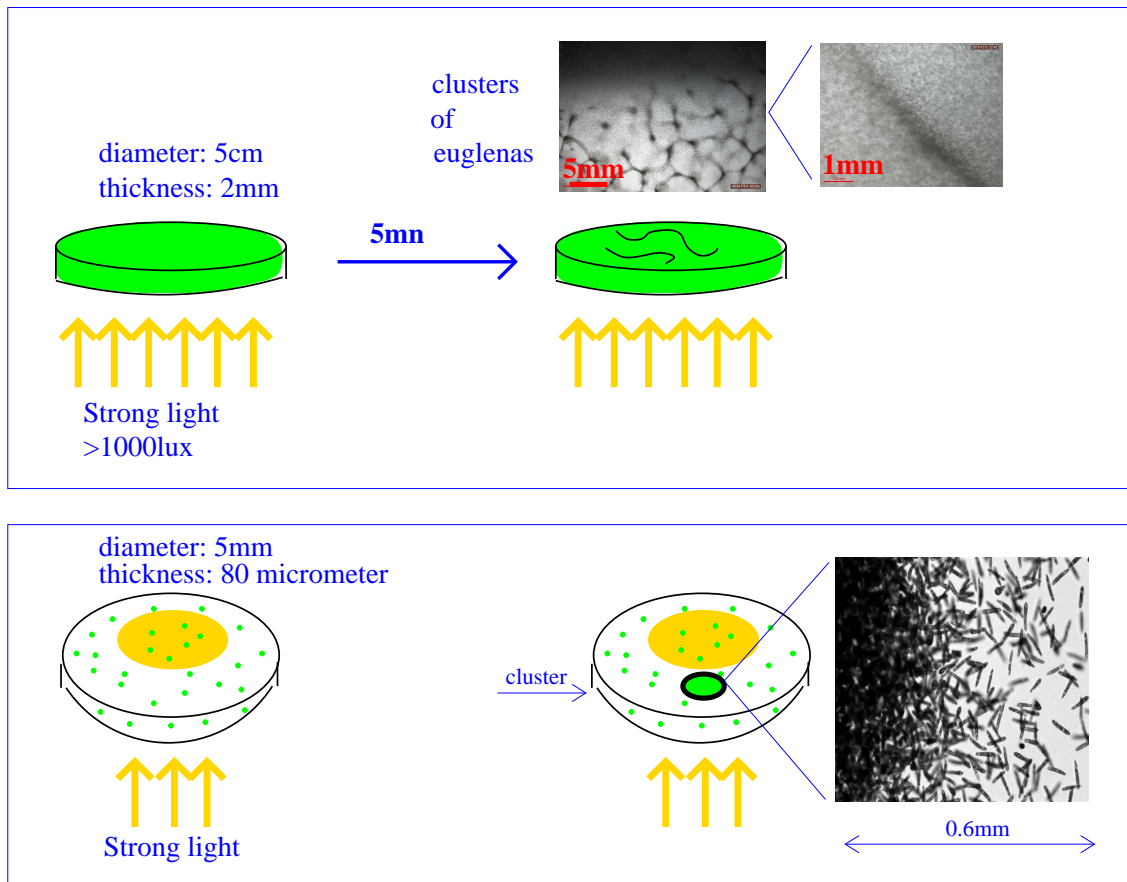 diameter: 5cm
thickness: 2mm
5mn
clusters
of
euglenas
5mm
1mm
Strong light
>1000lux
diameter: 5mm
thickness: 80 micrometer
Strong light
cluster
0.6mm